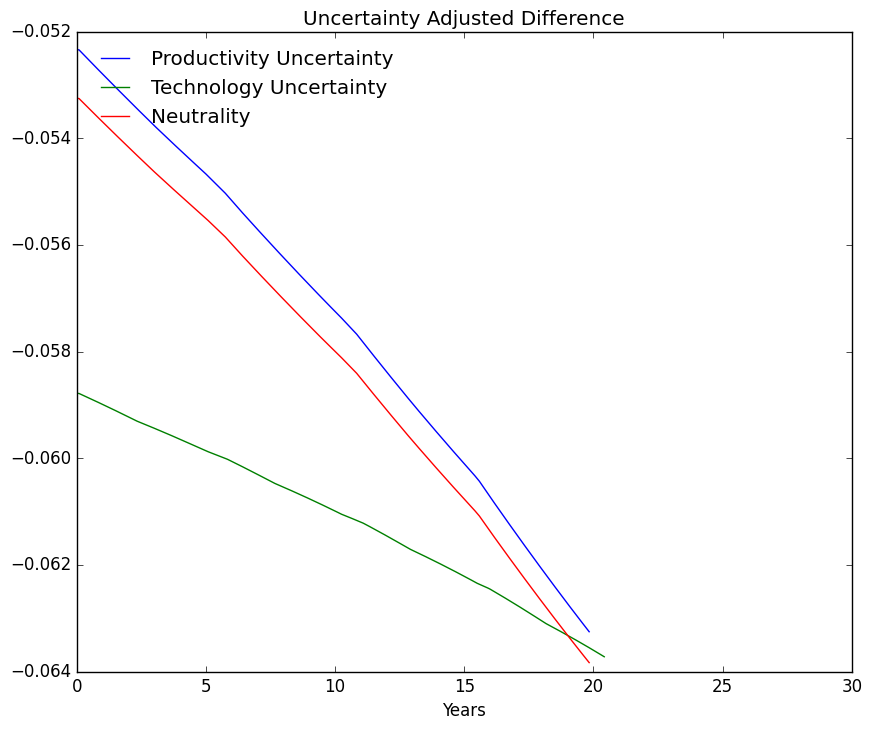 Uncertainty Adjusted Difference
−0.052
Productivity Uncertainty
Technology Uncertainty
Neutrality
−0.054
−0.056
−0.058
−0.060
−0.062
−0.064
0 5 10 15 20 25 30
Years